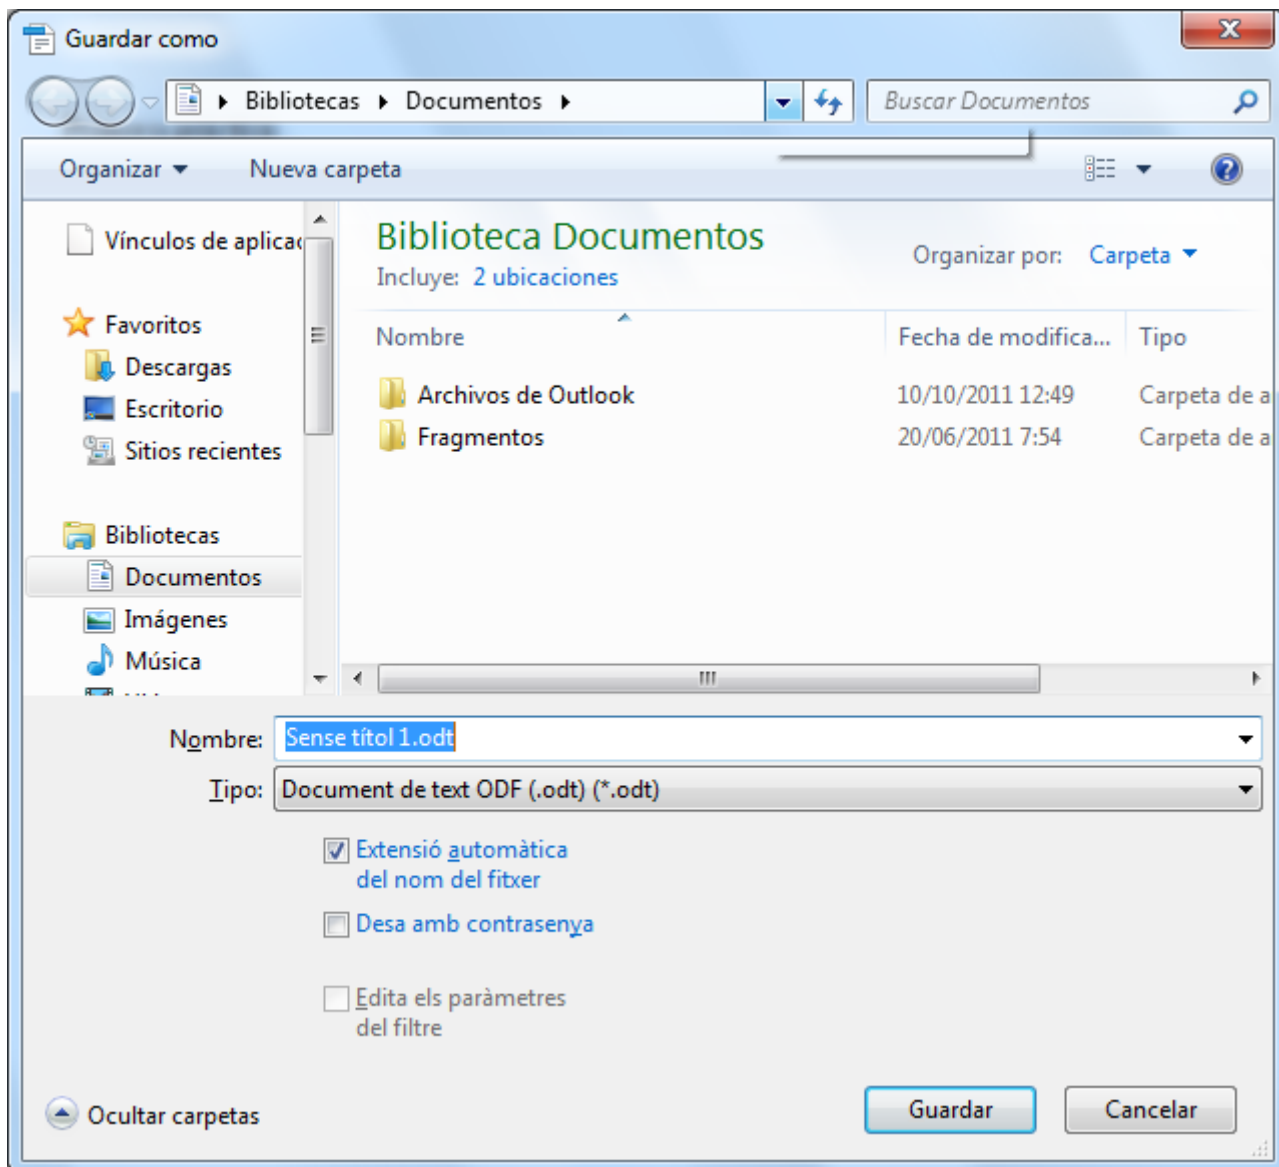 Guardar como
Bibliotecas Documentos
Buscar Documentos
Organizar Nueva carpeta
Vínculos de aplicac
Favoritos
Descargas
Escritorio
Sitios recientes
Bibliotecas
Documentos
Imágenes
Música
Biblioteca Documentos
Incluye: 2 ubicaciones
Organizar por: Carpeta
Nombre Fecha de modifica... Tipo
Archivos de Outlook 10/10/2011 12:49 Carpeta de a
Fragmentos 20/06/2011 7:54 Carpeta de a
Nombre: Sense títol 1.odt
Tipo: Document de text ODF (.odt) (*.odt)
Extensió automàtica
del nom del fitxer
Desa amb contrasenya
Edita els paràmetres
del filtre
Ocultar carpetas
Guardar Cancelar